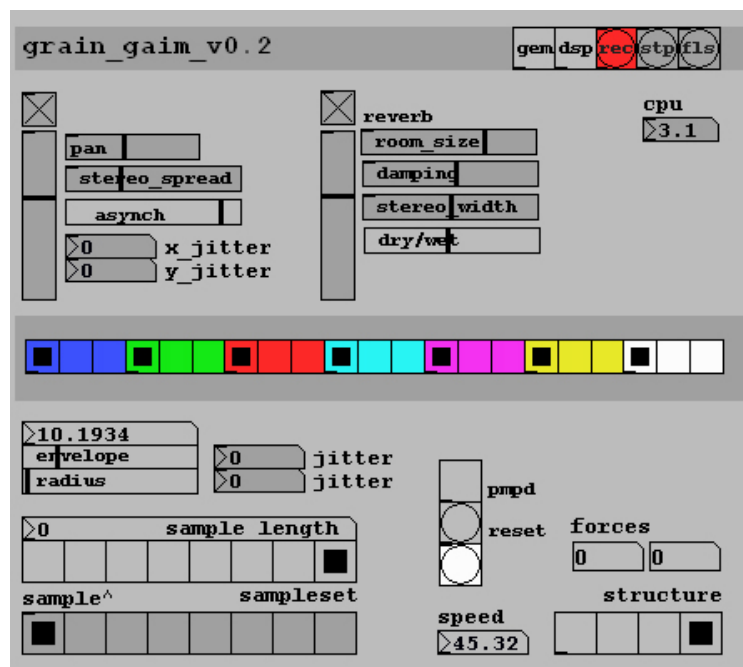 grain_gaim_v0.2
gem dsp rec stp fls
cpu
3.1
pan
stereo_spread
asynch
0 x_jitter
0 y_jitter
reverb
room_size
damping
stereo_width
dry/wet
10.1934
envelope
radius
0 jitter
0 jitter
0 sample length
sample^ sampleset
pmpd
reset
forces
0 0
speed
45.32
structure